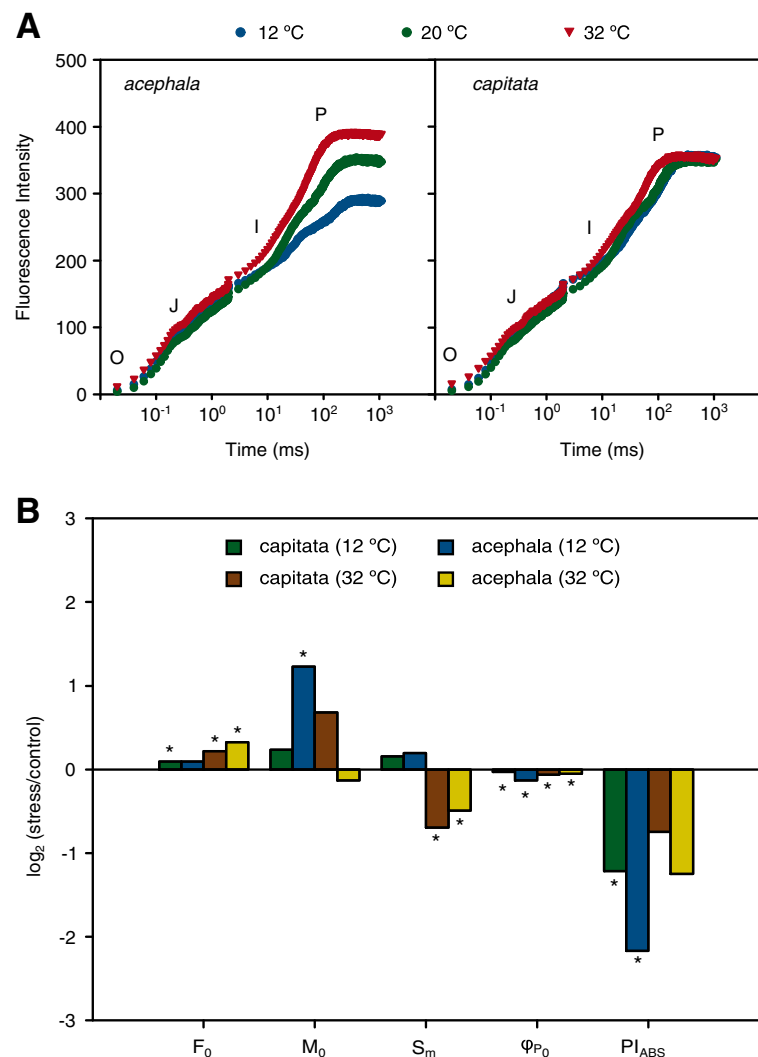 A
12 ºC 20 ºC 32 ºC
500
400
300
200
100
0
Fluorescence Intensity
acephala
capitata
O
J
I
P
O
J
I
P
10⁻¹ 10⁰ 10¹ 10² 10³
10⁻¹ 10⁰ 10¹ 10² 10³
Time (ms)
Time (ms)
B
3
2
1
0
-1
-2
-3
log₂ (stress/control)
capitata (12 ºC) acephala (12 ºC)
capitata (32 ºC) acephala (32 ºC)
* * *
*
* *
* * * *
* *
F₀ M₀ Sₘ φP₀ PI_ABS